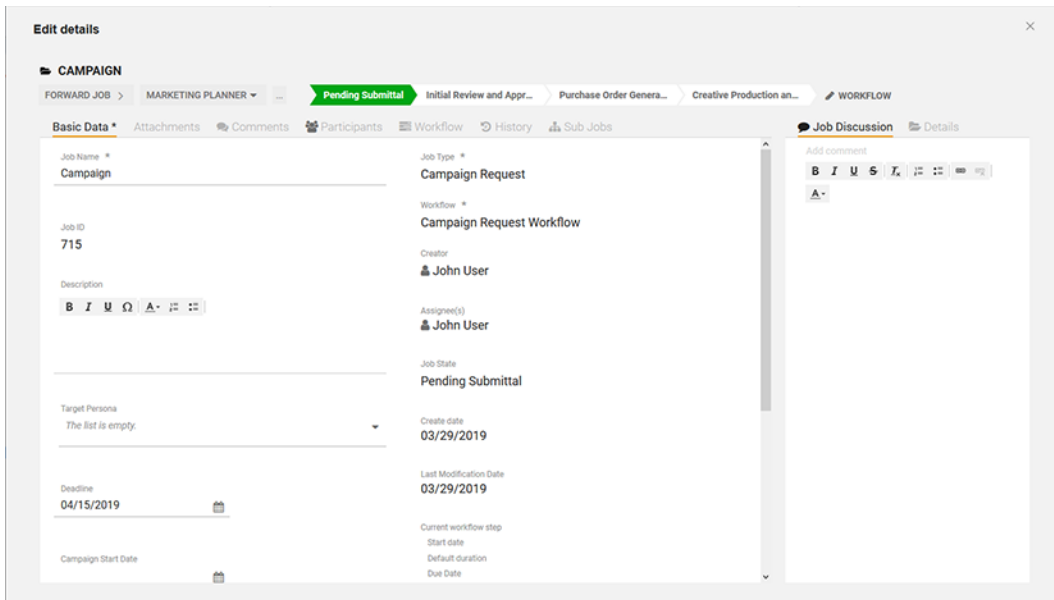 Edit details
CAMPAIGN
FORWARD JOB > MARKETING PLANNER ... Pending Submittal Initial Review and Appr... Purchase Order Genera... Creative Production an... WORKFLOW
Basic Data * Attachments Comments Participants Workflow History Sub Jobs
Job Name *
Campaign
Job ID
715
Description
B I U Ω A
Target Persona
The list is empty.
Deadline
04/15/2019
Campaign Start Date
Job Type *
Campaign Request
Workflow *
Campaign Request Workflow
Creator
John User
Assignee(s)
John User
Job State
Pending Submittal
Create date
03/29/2019
Last Modification Date
03/29/2019
Current workflow step
Start date
Default duration
Due Date
Job Discussion Details
Add comment
B I U S Tx
A